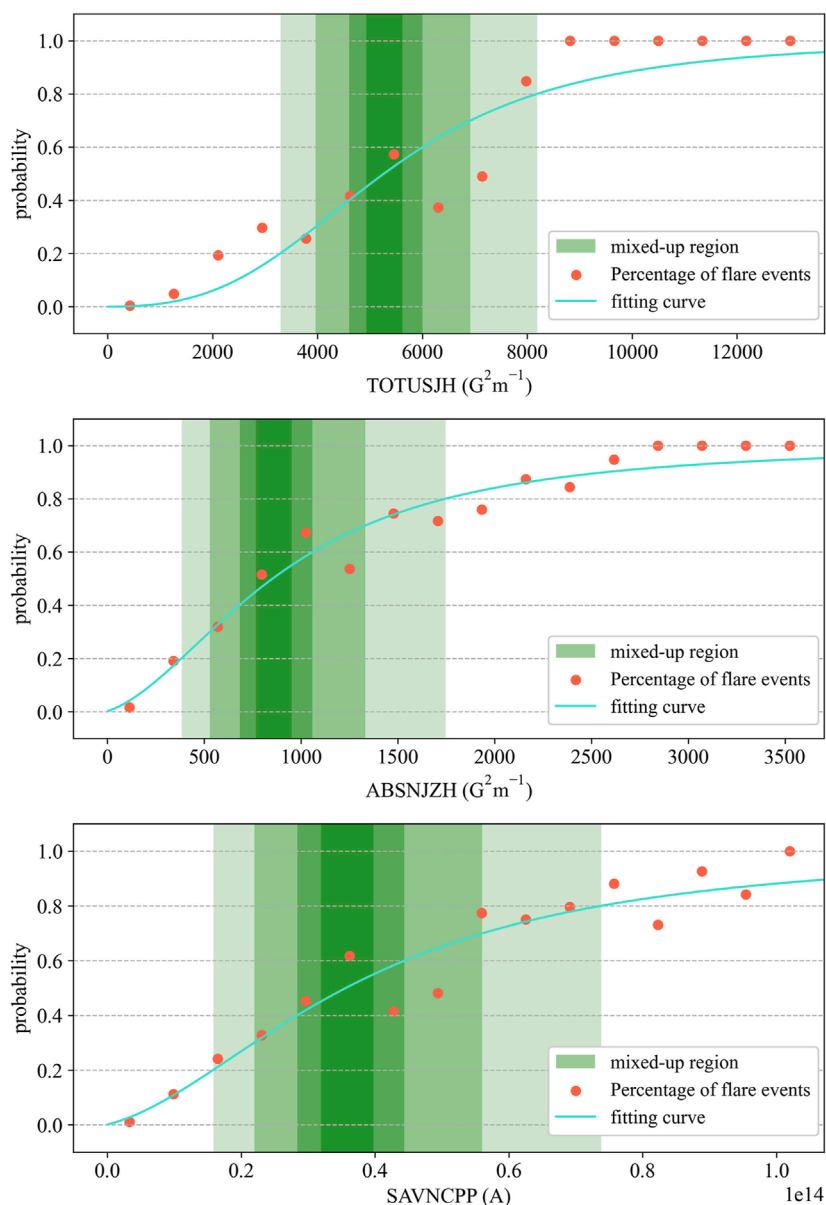 1.0
0.8
0.6
0.4
0.2
0.0
probability
mixed-up region
Percentage of flare events
fitting curve
0 2000 4000 6000 8000 10000 12000
TOTUSJH (G²m⁻¹)
1.0
0.8
0.6
0.4
0.2
0.0
probability
mixed-up region
Percentage of flare events
fitting curve
0 500 1000 1500 2000 2500 3000 3500
ABSNJZH (G²m⁻¹)
1.0
0.8
0.6
0.4
0.2
0.0
probability
mixed-up region
Percentage of flare events
fitting curve
0.0 0.2 0.4 0.6 0.8 1.0
1e14
SAVNCPP (A)